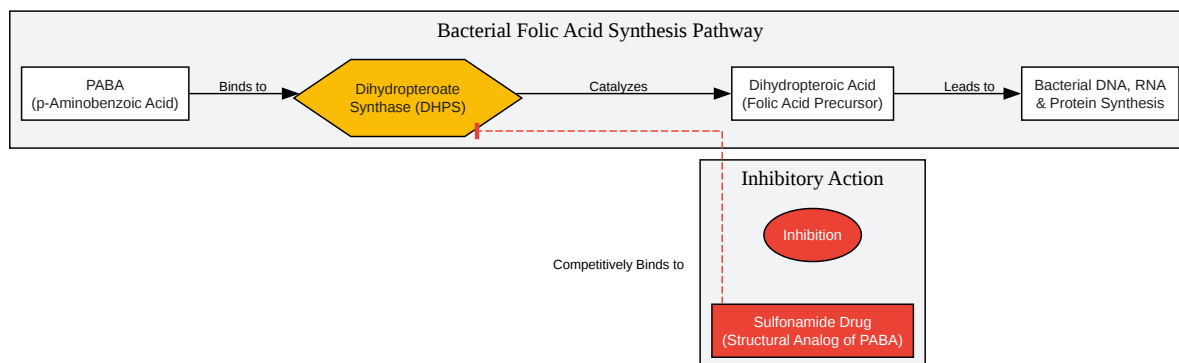 Bacterial Folic Acid Synthesis Pathway
PABA
(p-Aminobenzoic Acid)
Binds to
Dihydropteroate
Synthase (DHPS)
Catalyzes
Dihydropteroic Acid
(Folic Acid Precursor)
Leads to
Bacterial DNA, RNA
& Protein Synthesis
Inhibitory Action
Inhibition
Competitively Binds to
Sulfonamide Drug
(Structural Analog of PABA)